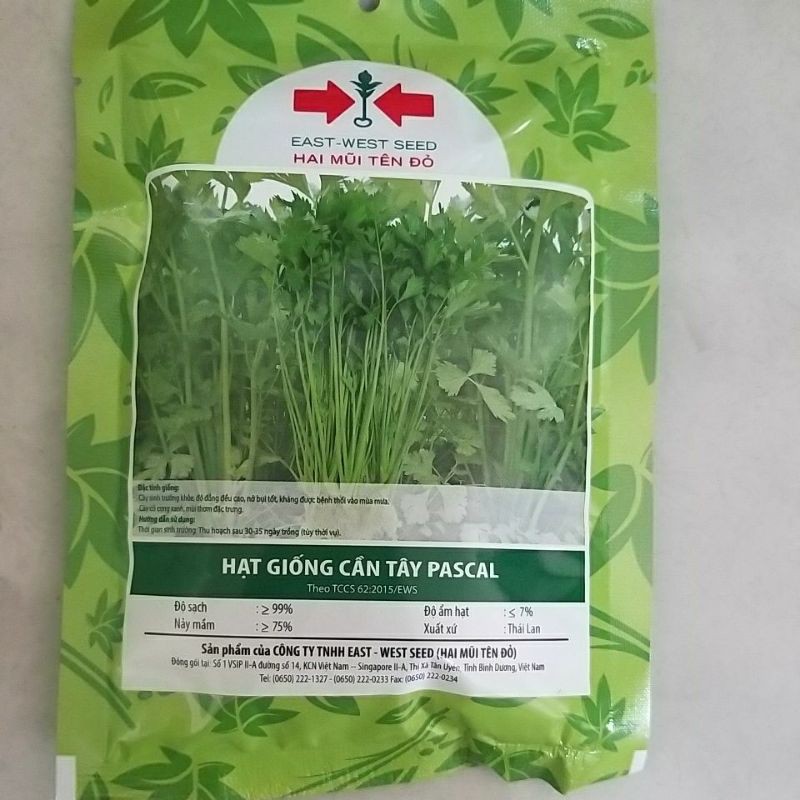 EAST-WEST SEED
HAI MŨI TÊN ĐỎ
Đặc tính giống:
Cây sinh trưởng khỏe, độ đồng đều cao, nở bụi tốt, kháng được bệnh thối vào mùa mưa.
Cây có cọng xanh, mùi thơm đặc trưng.
Hướng dẫn sử dụng:
Thời gian sinh trưởng: Thu hoạch sau 30-35 ngày trồng (tùy thời vụ).
HẠT GIỐNG CẦN TÂY PASCAL
Theo TCCS 62:2015/EWS
Độ sạch : ≥ 99% Độ ẩm hạt : ≤ 7%
Nảy mầm : ≥ 75% Xuất xứ : Thái Lan
Sản phẩm của CÔNG TY TNHH EAST - WEST SEED (HAI MŨI TÊN ĐỎ)
Đóng gói tại: Số 1 VSIP II-A đường số 14, KCN Việt Nam -- Singapore II-A, Thị Xã Tân Uyên, Tỉnh Bình Dương, Việt Nam
Tel: (0650) 222-1327 - (0650) 222-0233 Fax: (0650) 222-0234